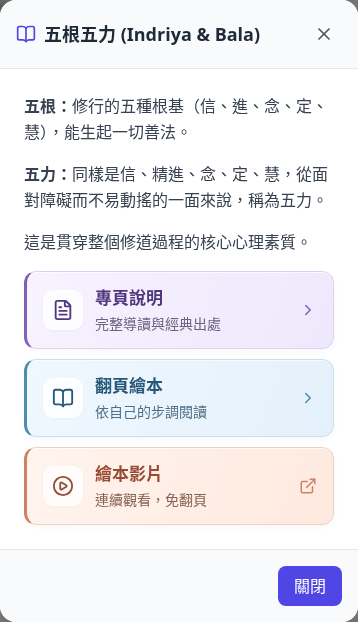 五根五力 (Indriya & Bala)
五根：修行的五種根基（信、進、念、定、
慧），能生起一切善法。
五力：同樣是信、精進、念、定、慧，從面
對障礙而不易動搖的一面來說，稱為五力。
這是貫穿整個修道過程的核心心理素質。
專頁說明
完整導讀與經典出處
翻頁繪本
依自己的步調閱讀
繪本影片
連續觀看，免翻頁
關閉